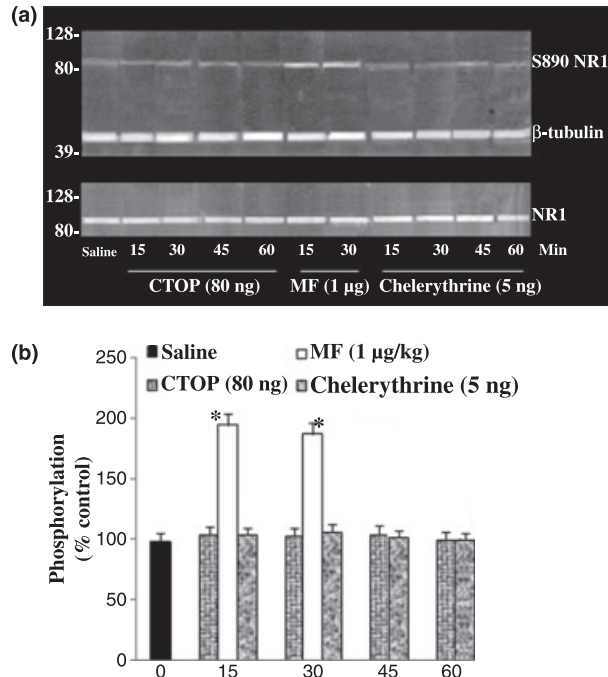 (a)
128-
80-
39-
S890 NR1
β-tubulin
128-
80-
NR1
Saline 15 30 45 60 15 30 15 30 45 60 Min
CTOP (80 ng) MF (1 µg) Chelerythrine (5 ng)
(b)
Saline MF (1 µg/kg)
CTOP (80 ng) Chelerythrine (5 ng)
Phosphorylation
(% control)
250
200
150
100
50
0
* *
0 15 30 45 60